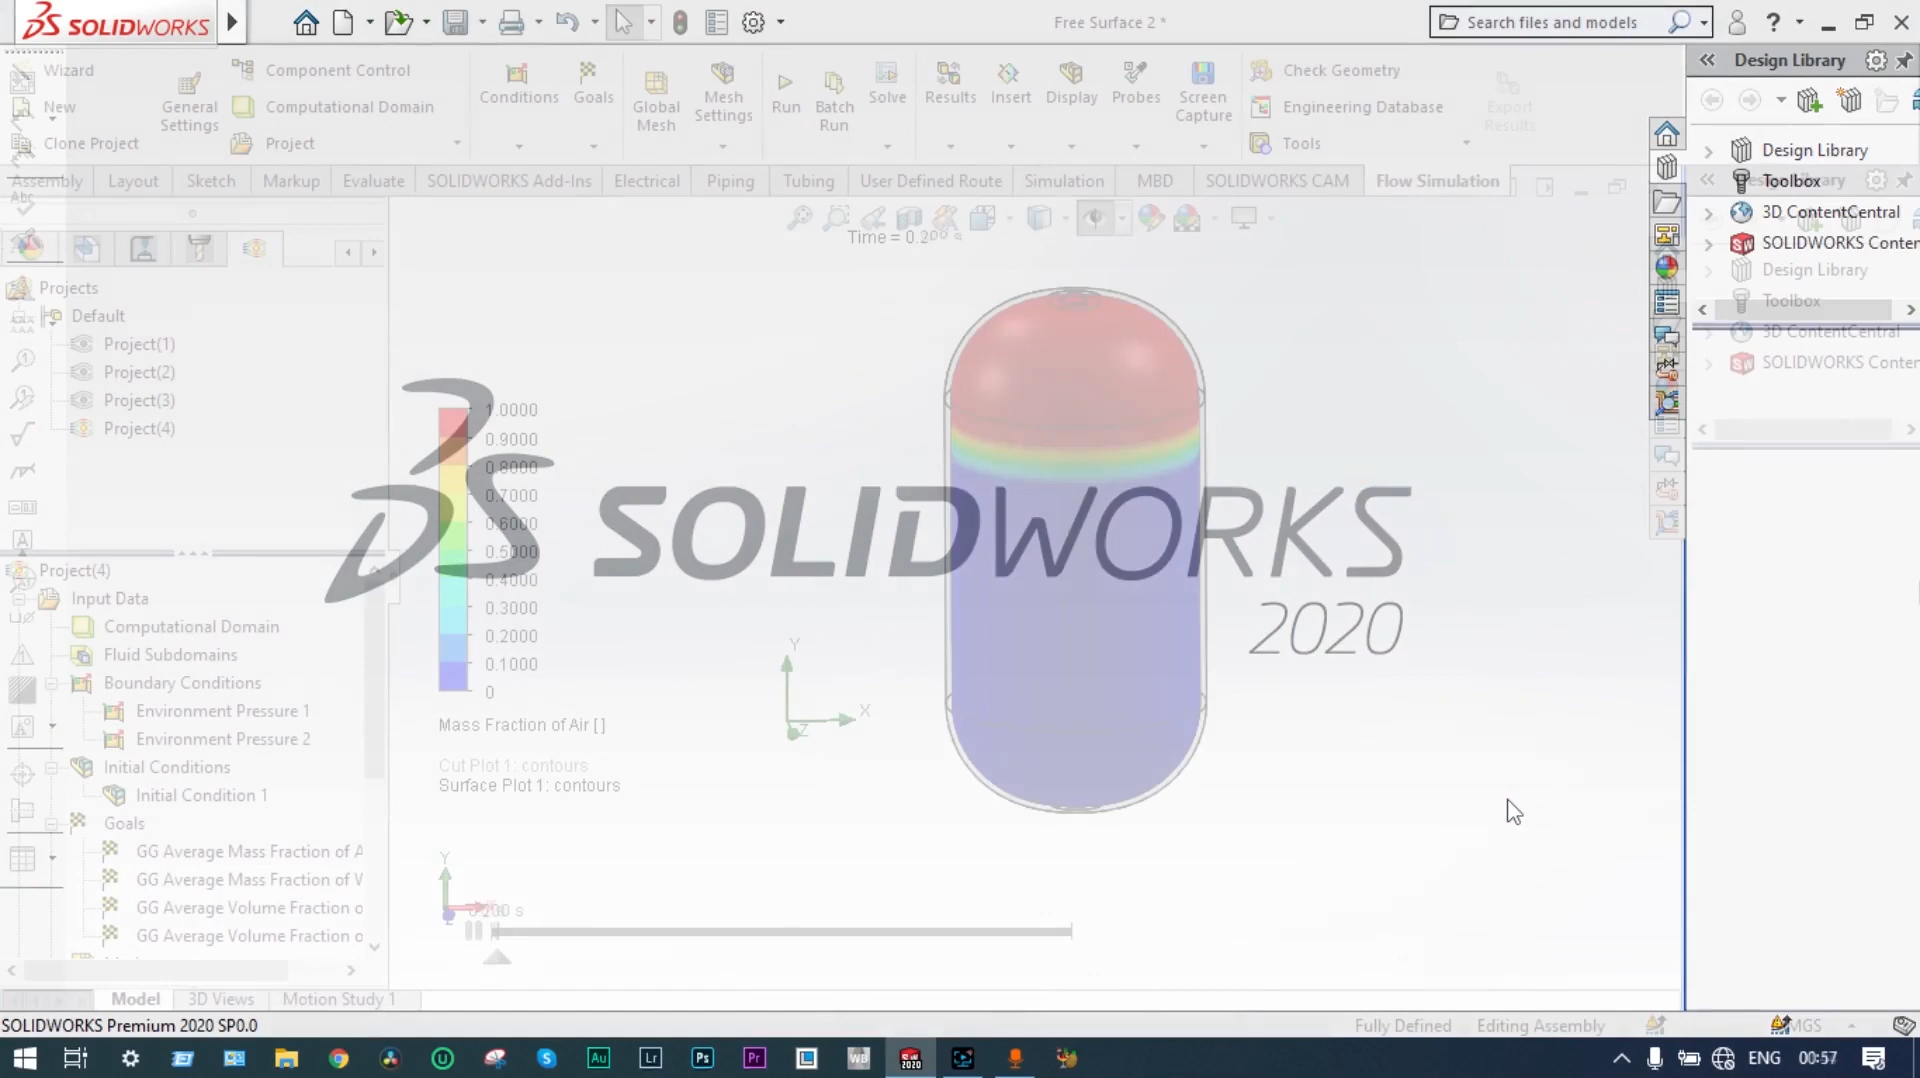 SOLIDWORKS
Free Surface 2 *
Search files and models
Wizard
New
Clone Project
General Settings
Component Control
Computational Domain
Project
Conditions
Goals
Global Mesh
Mesh Settings
Run
Batch Run
Solve
Results
Insert
Display
Probes
Screen Capture
Check Geometry
Engineering Database
Tools
Export Results
Assembly
Layout
Sketch
Markup
Evaluate
SOLIDWORKS Add-Ins
Electrical
Piping
Tubing
User Defined Route
Simulation
MBD
SOLIDWORKS CAM
Flow Simulation
Design Library
Design Library
Toolbox
3D ContentCentral
SOLIDWORKS Conter
Design Library
Toolbox
3D ContentCentral
SOLIDWORKS Conter
Projects
Default
Project(1)
Project(2)
Project(3)
Project(4)
Project(4)
Input Data
Computational Domain
Fluid Subdomains
Boundary Conditions
Environment Pressure 1
Environment Pressure 2
Initial Conditions
Initial Condition 1
Goals
GG Average Mass Fraction of A
GG Average Mass Fraction of V
GG Average Volume Fraction o
GG Average Volume Fraction o
1.0000
0.9000
0.8000
0.7000
0.6000
0.5000
0.4000
0.3000
0.2000
0.1000
0
Mass Fraction of Air [ ]
Cut Plot 1: contours
Surface Plot 1: contours
Y
X
Z
Y
SOLIDWORKS
2020
Model
3D Views
Motion Study 1
SOLIDWORKS Premium 2020 SP0.0
Fully Defined
Editing Assembly
MGS
ENG
00:57